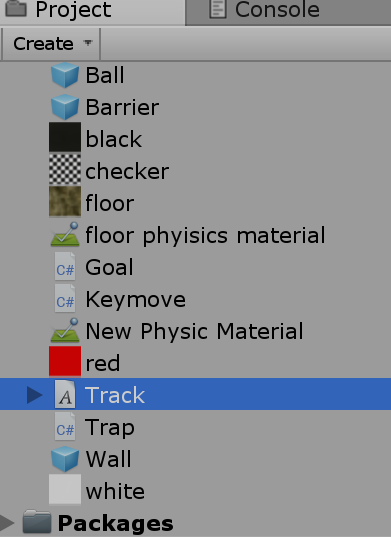 Project Console
Create
Ball
Barrier
black
checker
floor
floor phyisics material
C# Goal
C# Keymove
New Physic Material
red
A Track
C# Trap
Wall
white
Packages